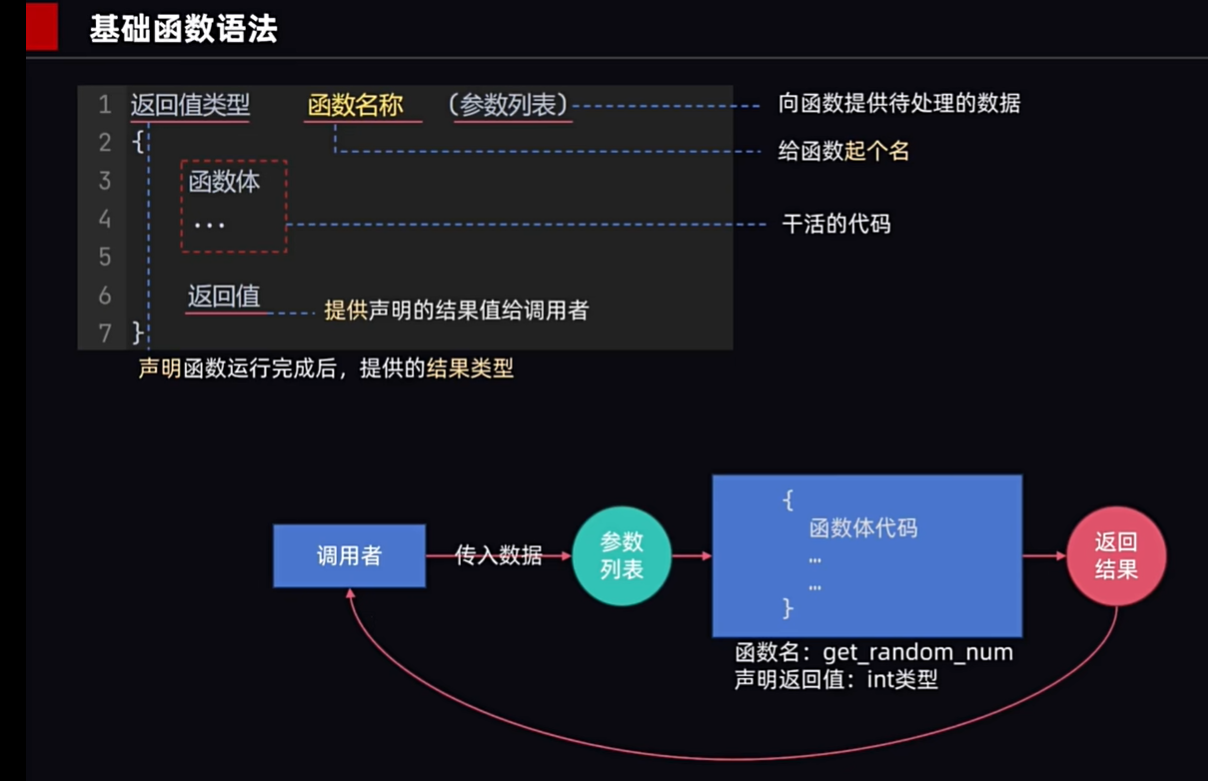 基础函数语法
1 返回值类型 函数名称 （参数列表） 向函数提供待处理的数据
2 {
给函数起个名
3 函数体
4 ...
干活的代码
5
6 返回值 提供声明的结果值给调用者
7 }
声明函数运行完成后，提供的结果类型
调用者
传入数据
参数
列表
{
函数体代码
…
…
}
返回
结果
函数名：get_random_num
声明返回值：int类型